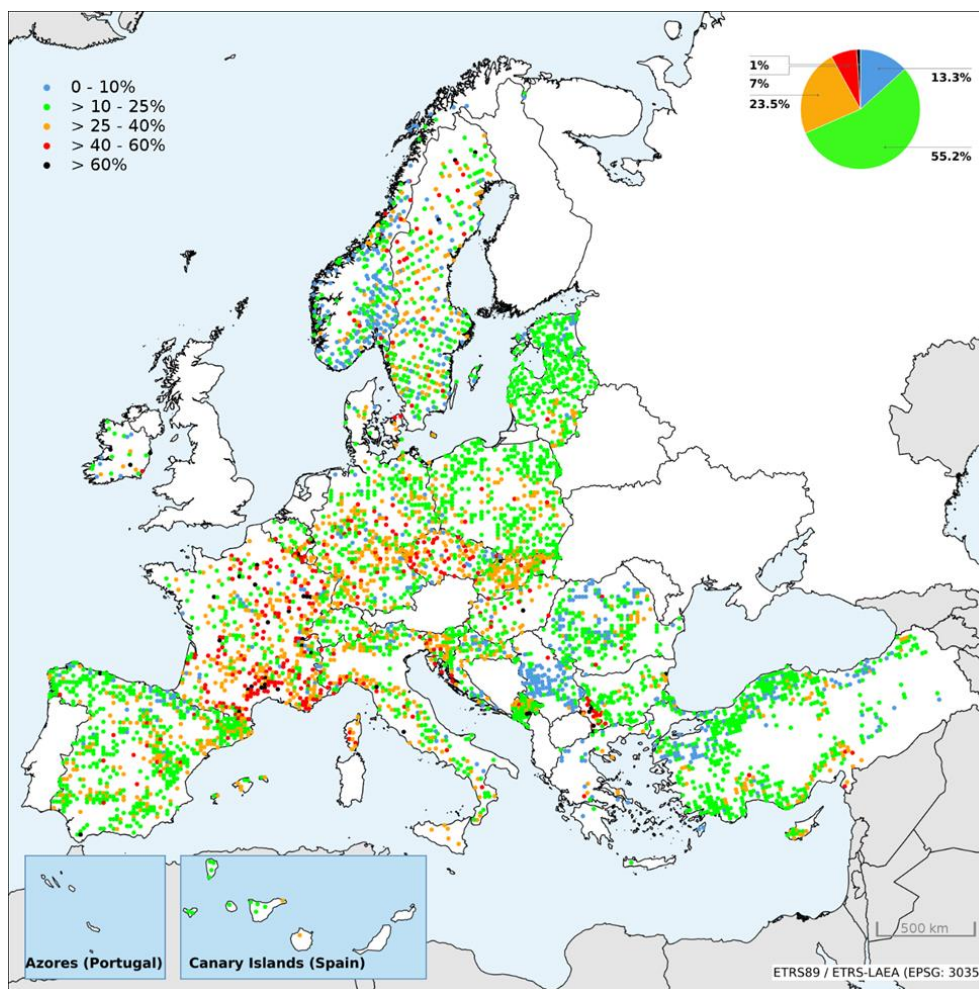 0 - 10%
> 10 - 25%
> 25 - 40%
> 40 - 60%
> 60%
1%
7%
23.5%
13.3%
55.2%
Azores (Portugal)
Canary Islands (Spain)
500 km
ETRS89 / ETRS-LAEA (EPSG: 3035